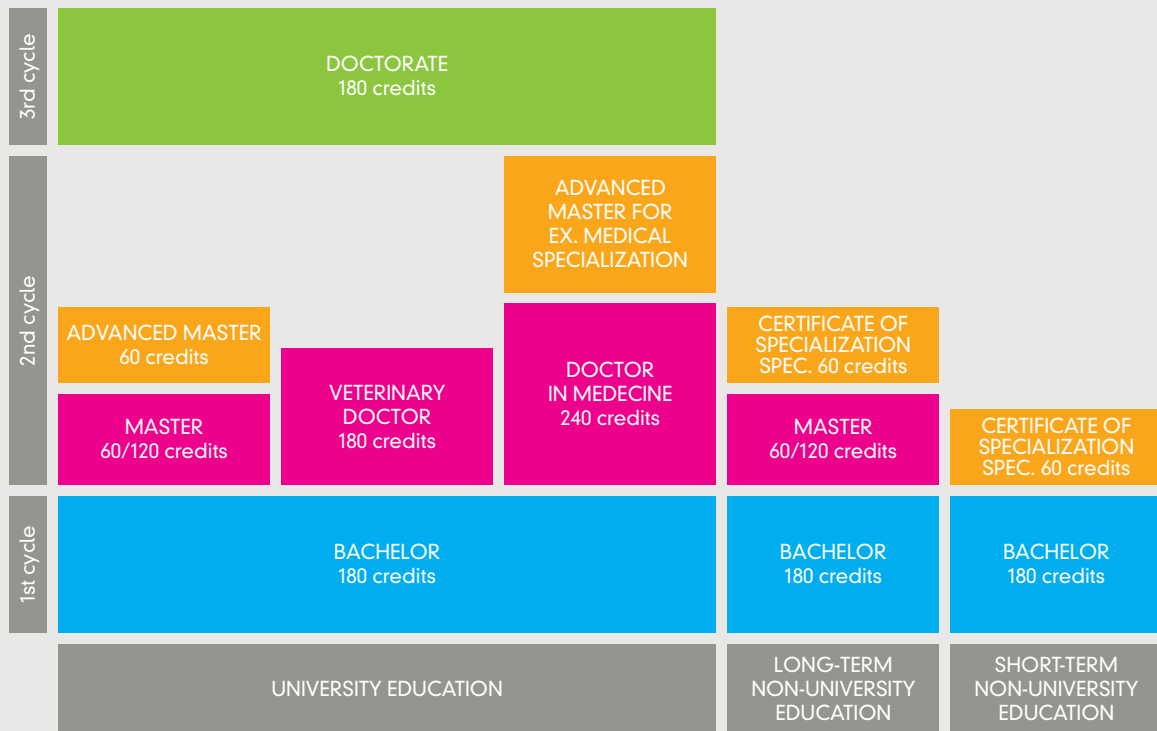 3rd cycle
DOCTORATE
180 credits
2nd cycle
ADVANCED
MASTER FOR
EX. MEDICAL
SPECIALIZATION
ADVANCED MASTER
60 credits
MASTER
60/120 credits
VETERINARY
DOCTOR
180 credits
DOCTOR
IN MEDECINE
240 credits
CERTIFICATE OF
SPECIALIZATION
SPEC. 60 credits
MASTER
60/120 credits
CERTIFICATE OF
SPECIALIZATION
SPEC. 60 credits
1st cycle
BACHELOR
180 credits
BACHELOR
180 credits
BACHELOR
180 credits
UNIVERSITY EDUCATION
LONG-TERM
NON-UNIVERSITY
EDUCATION
SHORT-TERM
NON-UNIVERSITY
EDUCATION